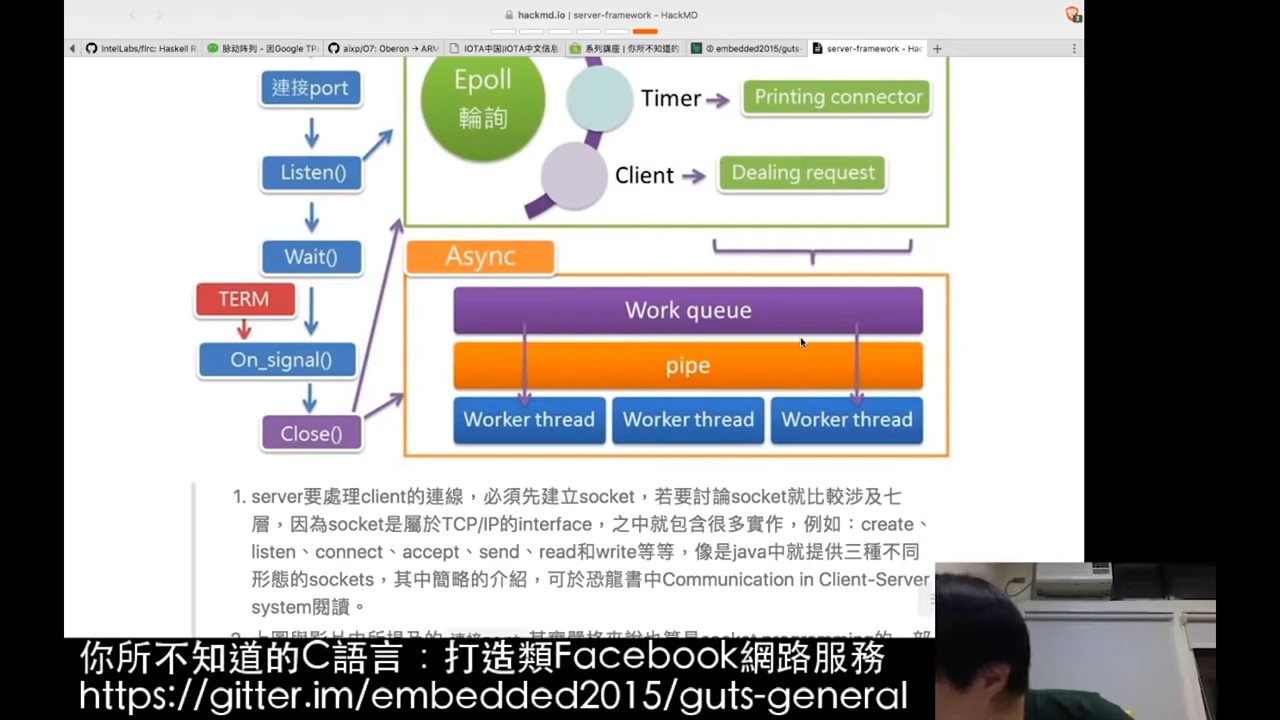 hackmd.io | server-framework - HackMD
IntelLabs/flrc: Haskell R
脉动阵列 - 因Google TP
aixp/O7: Oberon → ARM
IOTA中国|IOTA中文信息
系列講座 | 你所不知道的
embedded2015/guts-
server-framework - Hac
連接port
Listen()
Wait()
TERM
On_signal()
Close()
Epoll
輪詢
Timer
Printing connector
Client
Dealing request
Async
Work queue
pipe
Worker thread
Worker thread
Worker thread
1. server要處理client的連線，必須先建立socket，若要討論socket就比較涉及七
層，因為socket是屬於TCP/IP的interface，之中就包含很多實作，例如：create、
listen、connect、accept、send、read和write等等，像是java中就提供三種不同
形態的sockets，其中簡略的介紹，可於恐龍書中Communication in Client-Server
system閱讀。
你所不知道的C語言：打造類Facebook網路服務
https://gitter.im/embedded2015/guts-general